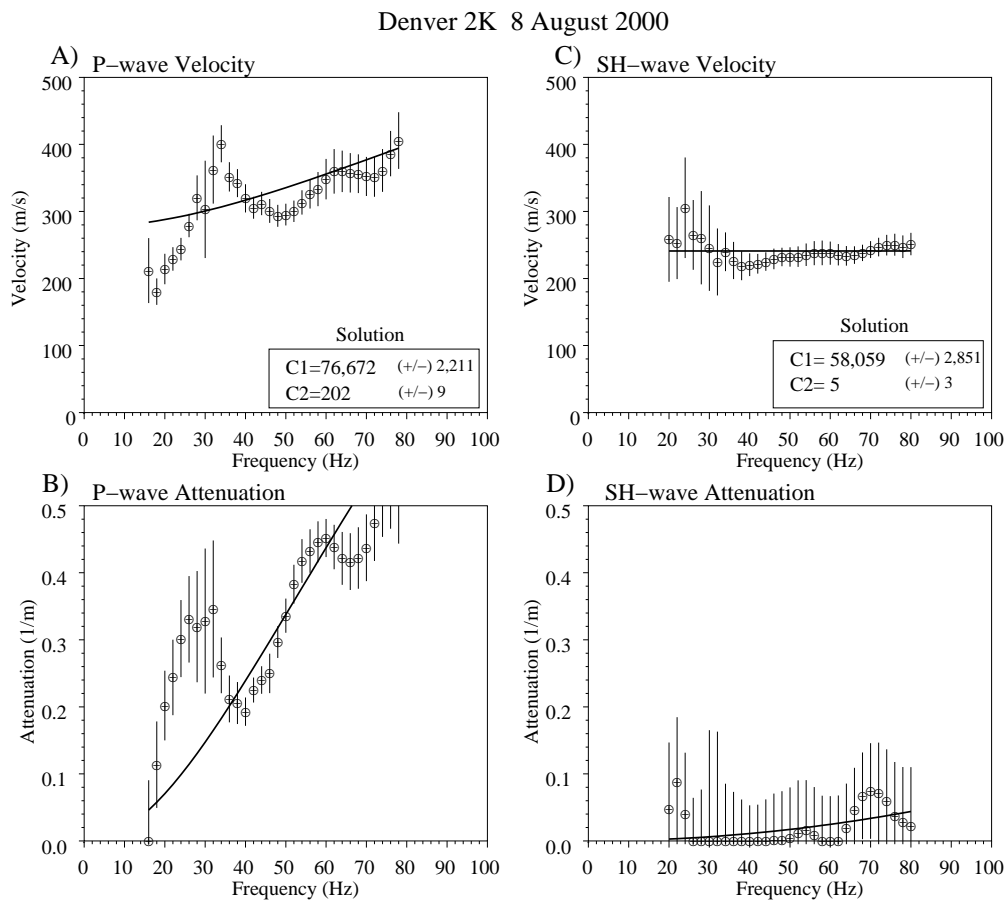 Denver 2K 8 August 2000
A)
P-wave Velocity
500
400
300
200
100
0
Velocity (m/s)
Solution
C1=76,672 (+/-) 2,211
C2=202 (+/-) 9
0 10 20 30 40 50 60 70 80 90 100
Frequency (Hz)
C)
SH-wave Velocity
500
400
300
200
100
0
Velocity (m/s)
Solution
C1= 58,059 (+/-) 2,851
C2= 5 (+/-) 3
0 10 20 30 40 50 60 70 80 90 100
Frequency (Hz)
B)
P-wave Attenuation
0.5
0.4
0.3
0.2
0.1
0.0
Attenuation (1/m)
0 10 20 30 40 50 60 70 80 90 100
Frequency (Hz)
D)
SH-wave Attenuation
0.5
0.4
0.3
0.2
0.1
0.0
Attenuation (1/m)
0 10 20 30 40 50 60 70 80 90 100
Frequency (Hz)